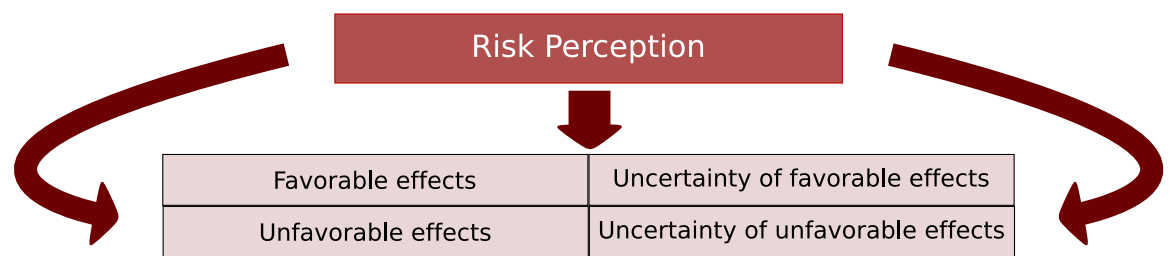 Risk Perception
Favorable effects
Uncertainty of favorable effects
Unfavorable effects
Uncertainty of unfavorable effects